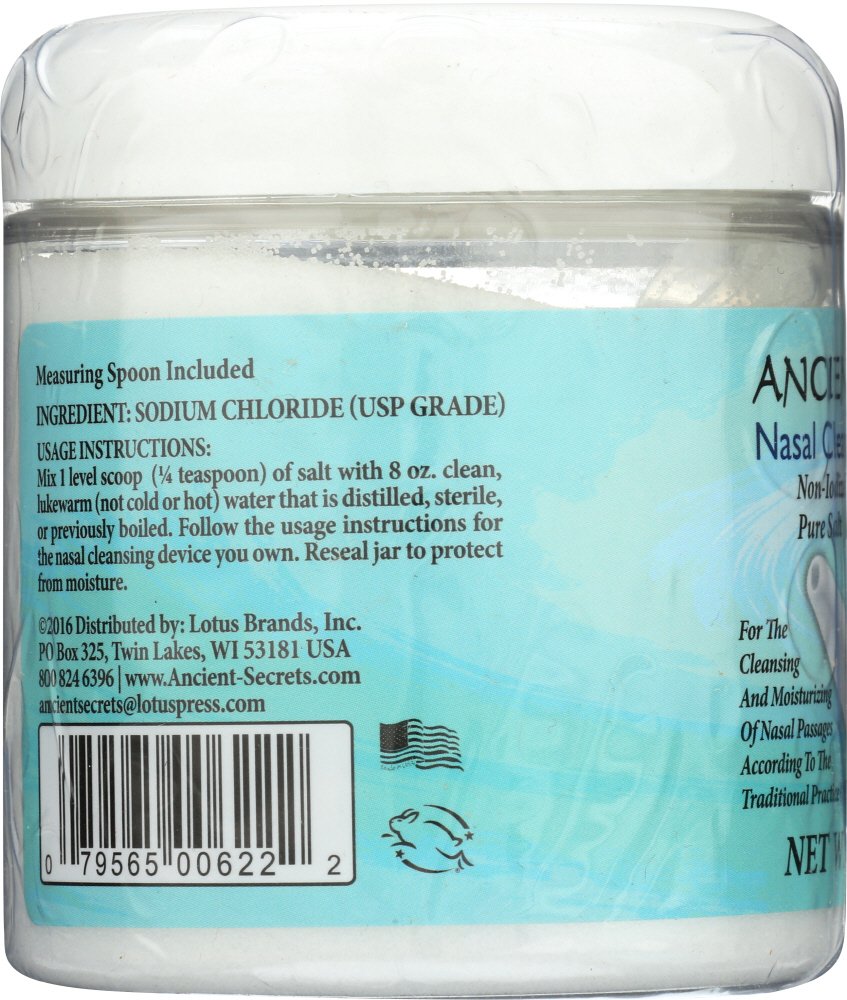 Measuring Spoon Included
INGREDIENT: SODIUM CHLORIDE (USP GRADE)
USAGE INSTRUCTIONS:
Mix 1 level scoop (¼ teaspoon) of salt with 8 oz. clean,
lukewarm (not cold or hot) water that is distilled, sterile,
or previously boiled. Follow the usage instructions for
the nasal cleansing device you own. Reseal jar to protect
from moisture.
©2016 Distributed by: Lotus Brands, Inc.
PO Box 325, Twin Lakes, WI 53181 USA
800 824 6396 | www.Ancient-Secrets.com
ancientsecrets@lotuspress.com
0 79565 00622 2
Nasal
Pure
For The
Cleansing
And Moisturizing
Of Nasal Passages
According To The
Traditional
NET